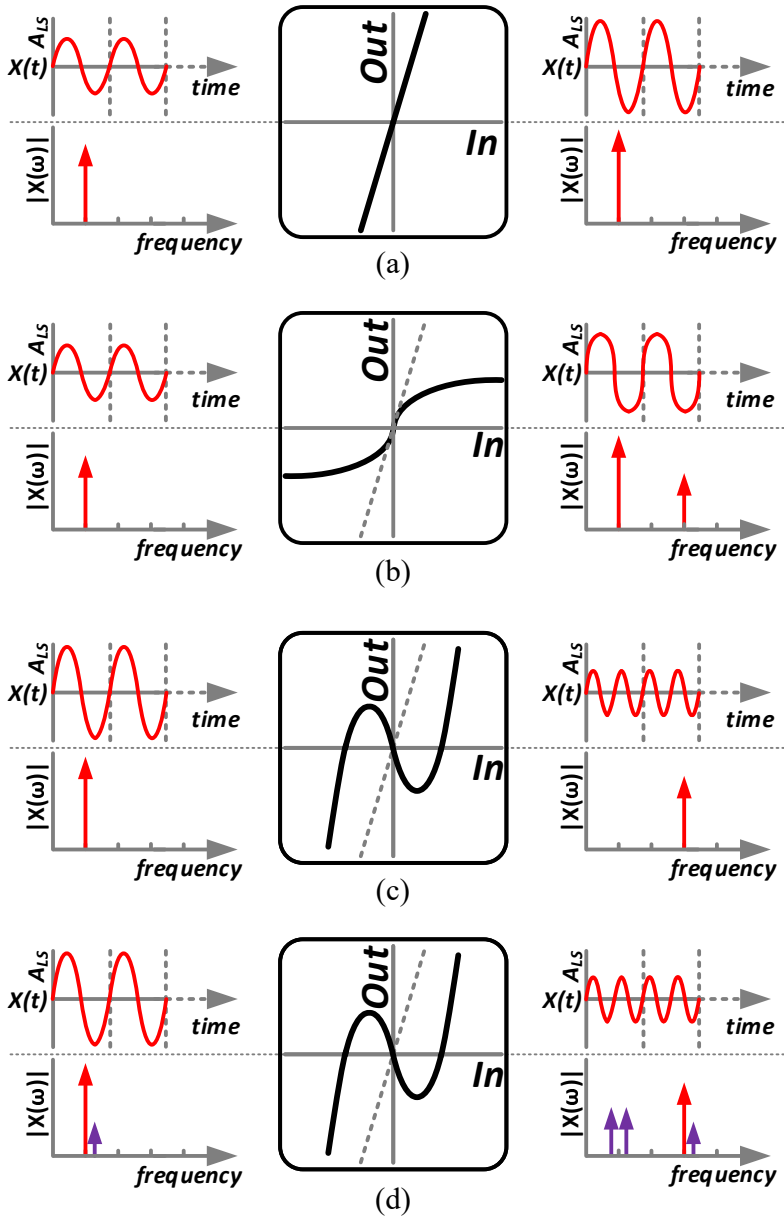 A_LS
X(t)
time
|X(ω)|
frequency
Out
In
A_LS
X(t)
time
|X(ω)|
frequency
(a)
A_LS
X(t)
time
|X(ω)|
frequency
Out
In
A_LS
X(t)
time
|X(ω)|
frequency
(b)
A_LS
X(t)
time
|X(ω)|
frequency
Out
In
A_LS
X(t)
time
|X(ω)|
frequency
(c)
A_LS
X(t)
time
|X(ω)|
frequency
Out
In
A_LS
X(t)
time
|X(ω)|
frequency
(d)